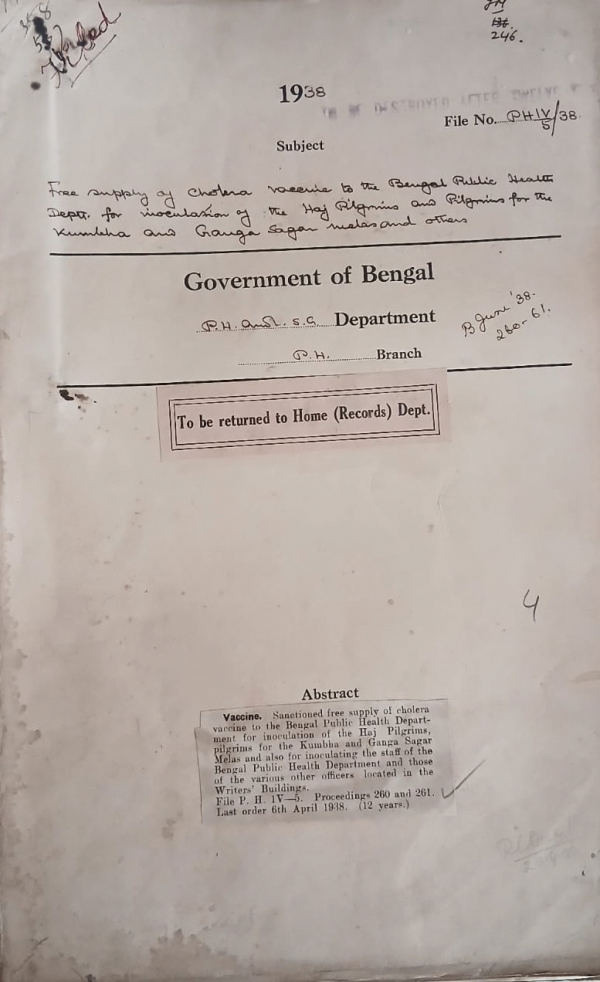 246.
1938
TO BE DESTROYED AFTER TWELVE
File No. PH IV/5/38
Subject
Free supply of cholera vaccine to the Bengal Public Health
Deptt. for inoculation of the Haj Pilgrims and Pilgrims for the
Kumbha and Ganga Sagar melas and others
Government of Bengal
P.H. and L.S.G. Department
B June '38.
260-61.
P.H. Branch
To be returned to Home (Records) Dept.
4
Abstract
Vaccine. Sanctioned free supply of cholera
vaccine to the Bengal Public Health Depart-
ment for inoculation of the Haj Pilgrims,
pilgrims for the Kumbha and Ganga Sagar
Melas and also for inoculating the staff of the
Bengal Public Health Department and those
of the various other officers located in the
Writers' Buildings.
File P. H. IV—5. Proceedings 260 and 261.
Last order 6th April 1938. (12 years.)